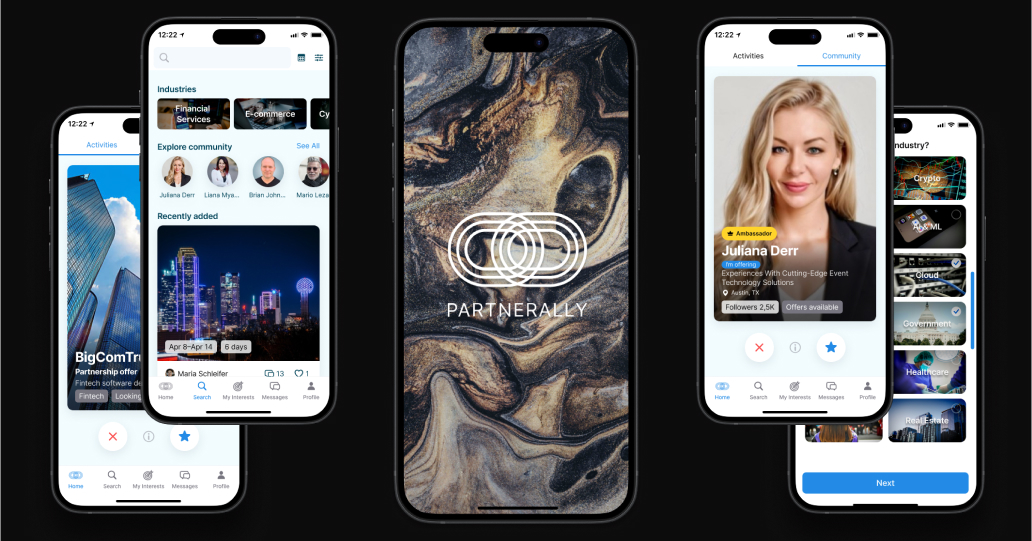 12:22
Activities
BigComTru
Partnership offer
Fintech software de
Fintech
Looking
Home
Search
My Interests
Messages
Profile
12:22
Industries
Financial
Services
E-commerce
Cy
Explore community
See All
Juliana Derr
Liana Mya...
Brian John...
Mario Leza
Recently added
Apr 8–Apr 14
6 days
Maria Schleifer
13
1
Home
Search
My Interests
Messages
Profile
PARTNERALLY
12:22
Activities
Community
Ambassador
Juliana Derr
I'm offering
Experiences With Cutting-Edge Event
Technology Solutions
Austin, TX
Followers 2,5K
Offers available
Home
Search
My Interests
Messages
Profile
ndustry?
Crypto
AI & ML
Cloud
Government
Healthcare
Real Estate
Next